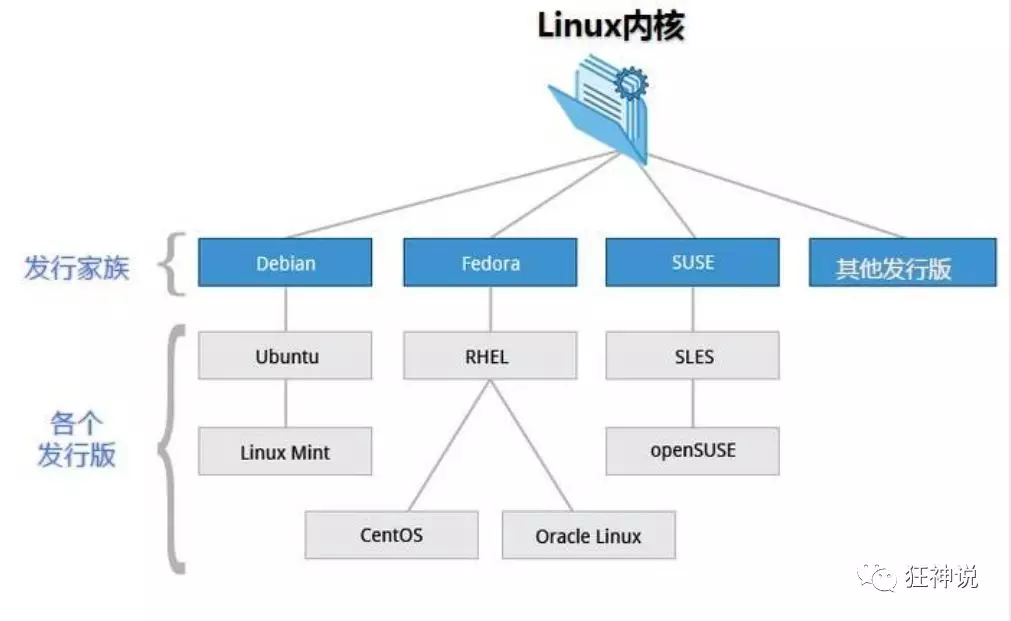 Linux内核
发行家族
Debian
Fedora
SUSE
其他发行版
各个
发行版
Ubuntu
RHEL
SLES
Linux Mint
openSUSE
CentOS
Oracle Linux
狂神说